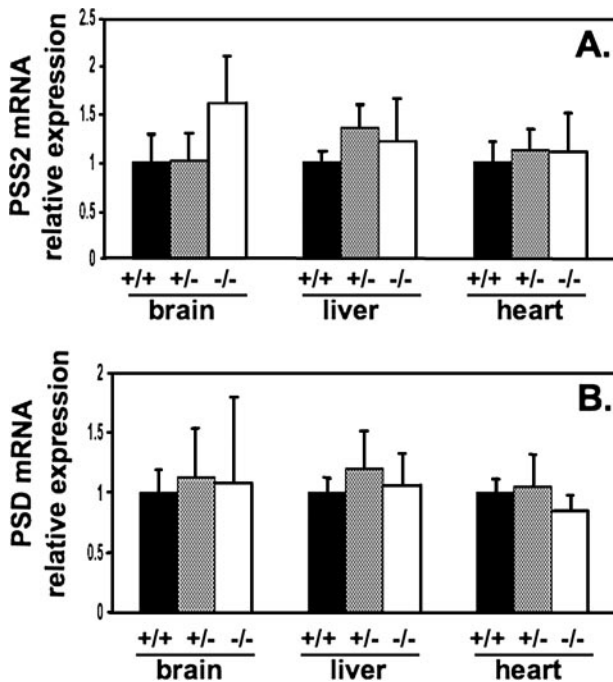 A.
PSS2 mRNA
relative expression
2.5
2
1.5
1
0.5
0
+/+ +/- -/- +/+ +/- -/- +/+ +/- -/-
brain liver heart
B.
PSD mRNA
relative expression
2
1.5
1
0.5
0
+/+ +/- -/- +/+ +/- -/- +/+ +/- -/-
brain liver heart